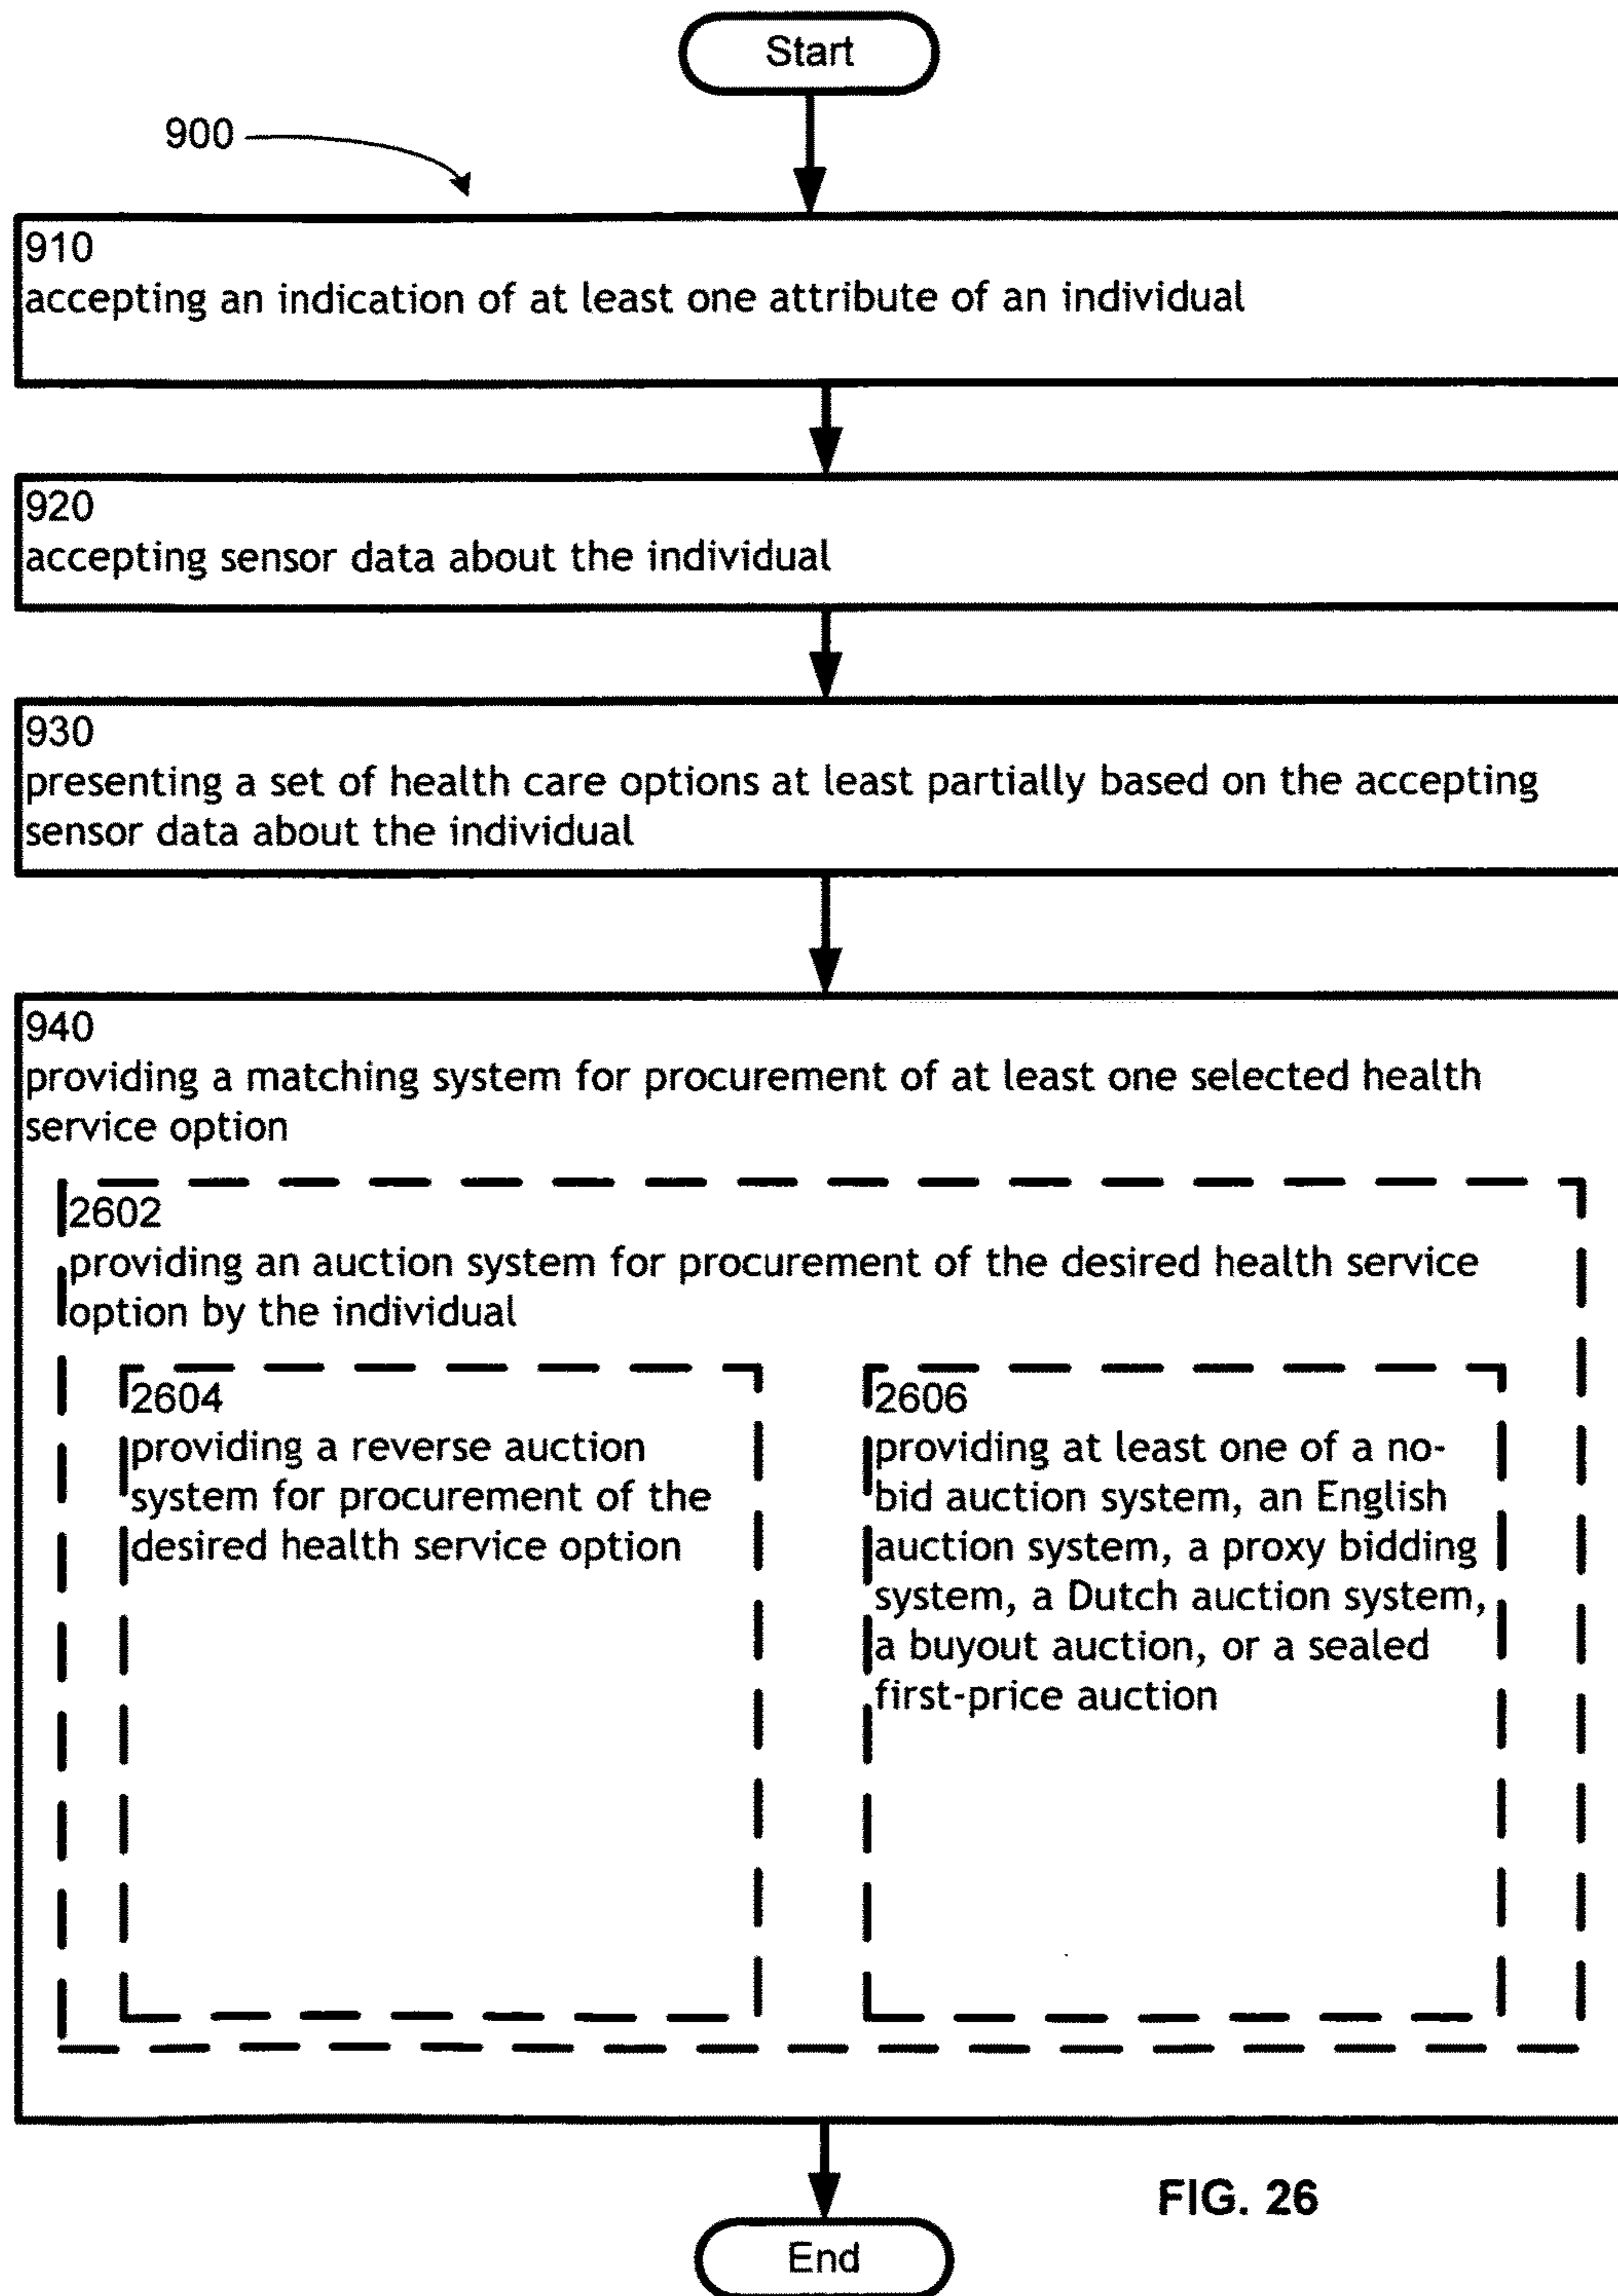 Start
900
910
accepting an indication of at least one attribute of an individual
920
accepting sensor data about the individual
930
presenting a set of health care options at least partially based on the accepting
sensor data about the individual
940
providing a matching system for procurement of at least one selected health
service option
2602
providing an auction system for procurement of the desired health service
option by the individual
2604
providing a reverse auction
system for procurement of the
desired health service option
2606
providing at least one of a no-
bid auction system, an English
auction system, a proxy bidding
system, a Dutch auction system,
a buyout auction, or a sealed
first-price auction
FIG. 26
End